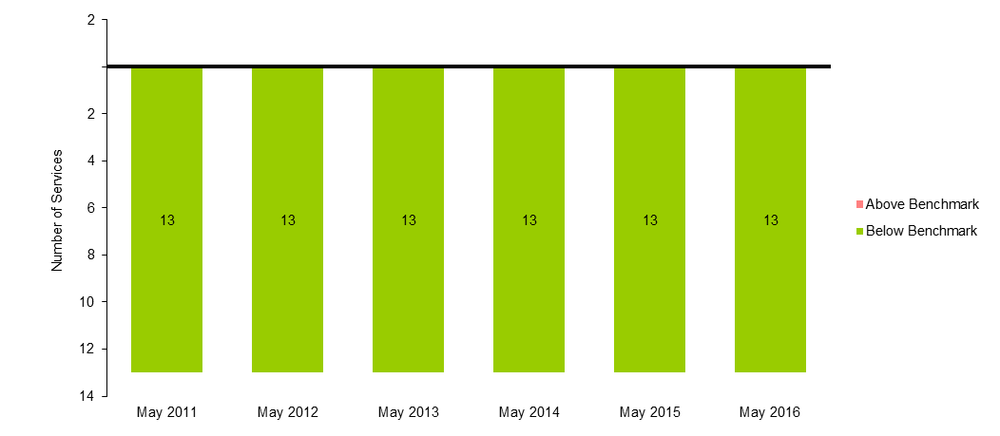 2
2
4
6
8
10
12
14
Number of Services
13 13 13 13 13 13
May 2011 May 2012 May 2013 May 2014 May 2015 May 2016
Above Benchmark
Below Benchmark